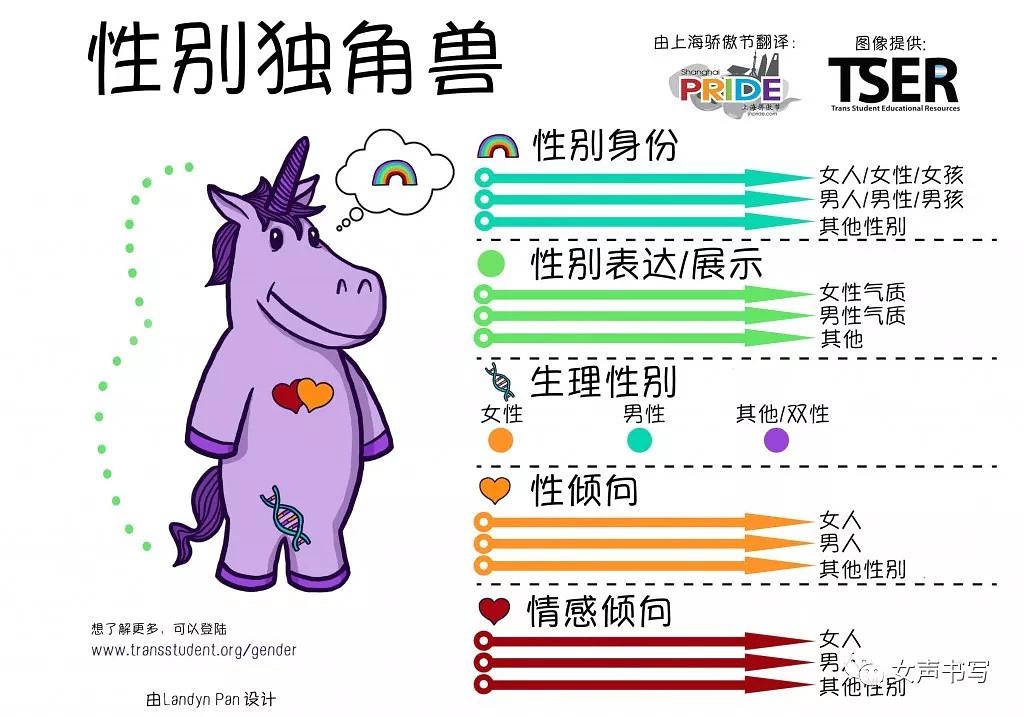 性别独角兽
由上海骄傲节翻译:
Shanghai
PRIDE
上海骄傲节
shpride.com
图像提供:
TSER
Trans Student Educational Resources
性别身份
女人/女性/女孩
男人/男性/男孩
其他性别
性别表达/展示
女性气质
男性气质
其他
生理性别
女性 男性 其他/双性
性倾向
女人
男人
其他性别
情感倾向
女人
男人
其他性别
女声书写
想了解更多，可以登陆
www.transstudent.org/gender
由Landyn Pan 设计